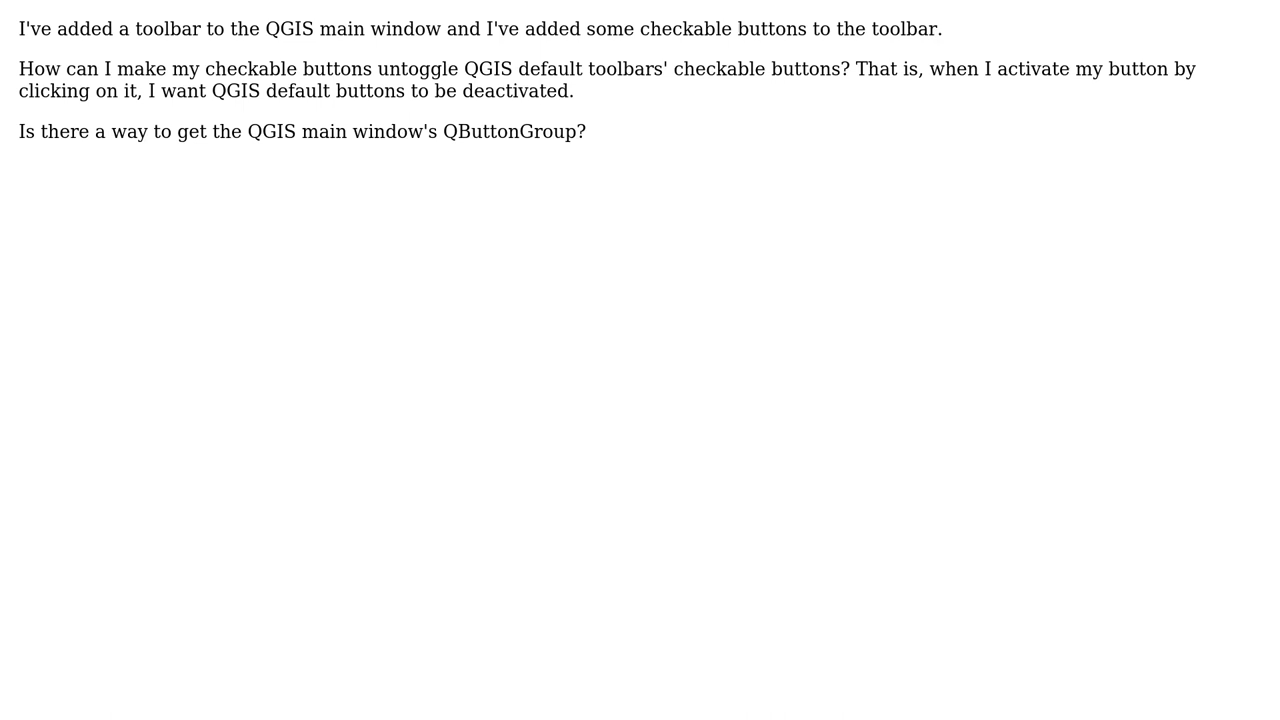 I've added a toolbar to the QGIS main window and I've added some checkable buttons to the toolbar.
How can I make my checkable buttons untoggle QGIS default toolbars' checkable buttons? That is, when I activate my button by
clicking on it, I want QGIS default buttons to be deactivated.
Is there a way to get the QGIS main window's QButtonGroup?